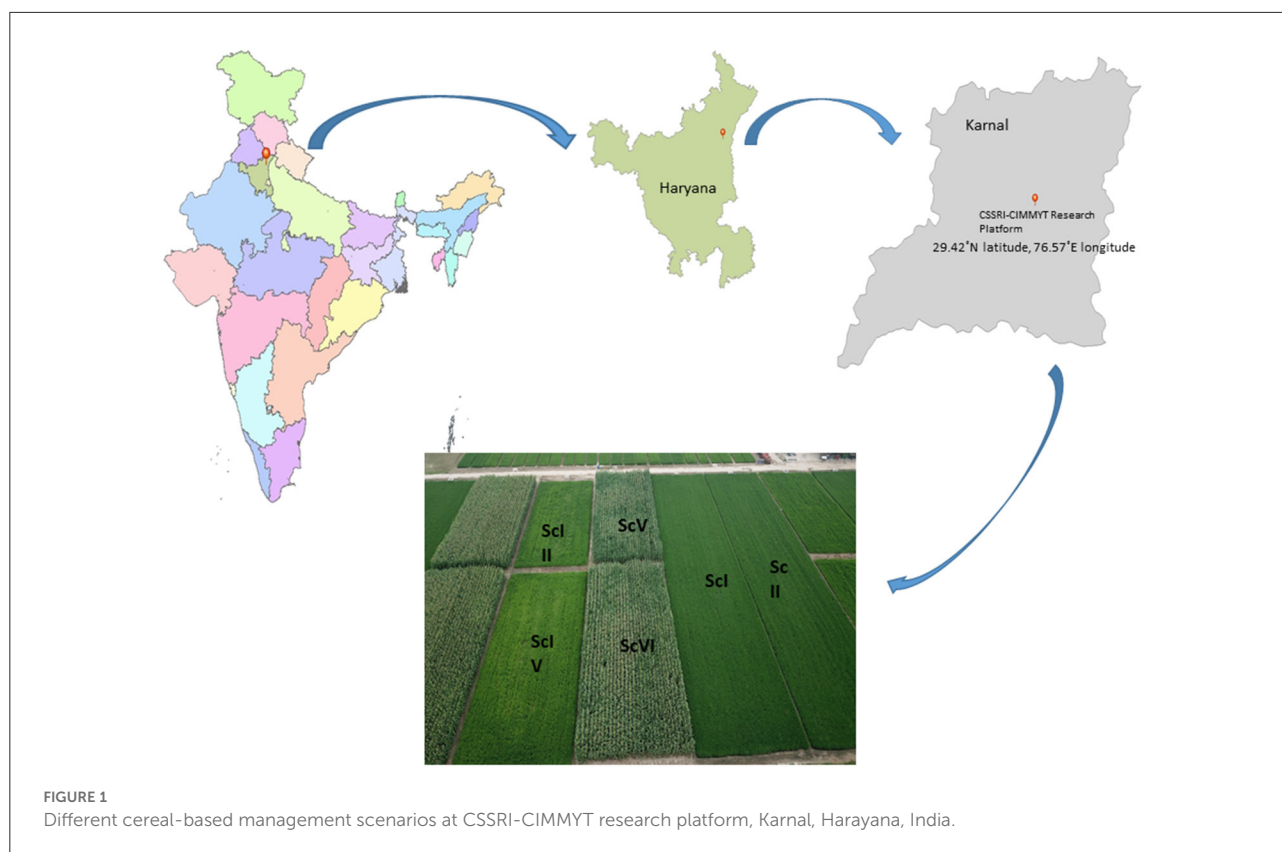 Haryana
Karnal
CSSRI-CIMMYT Research
Platform
29.42°N latitude, 76.57°E longitude
ScI
II
ScV
ScI
Sc
II
ScI
V
ScVI
FIGURE 1
Different cereal-based management scenarios at CSSRI-CIMMYT research platform, Karnal, Harayana, India.